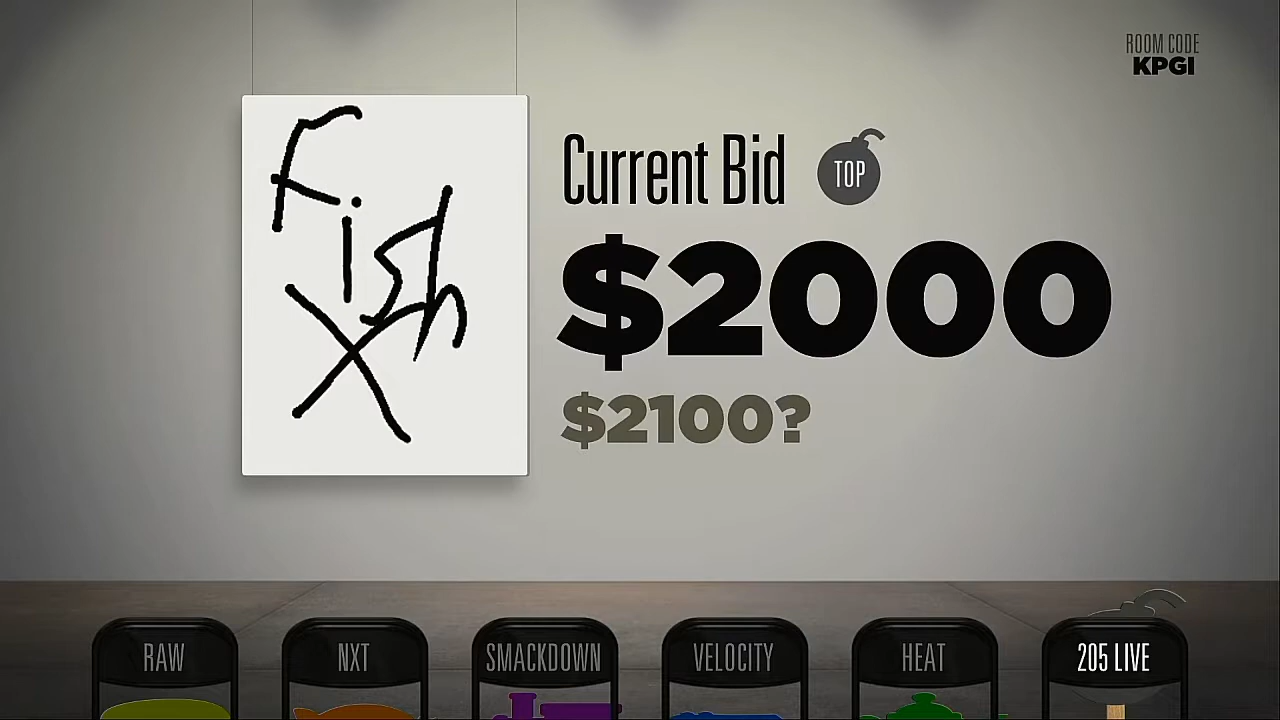 ROOM CODE
KPGI
Fish
X
Current Bid
TOP
$2000
$2100?
RAW
NXT
SMACKDOWN
VELOCITY
HEAT
205 LIVE